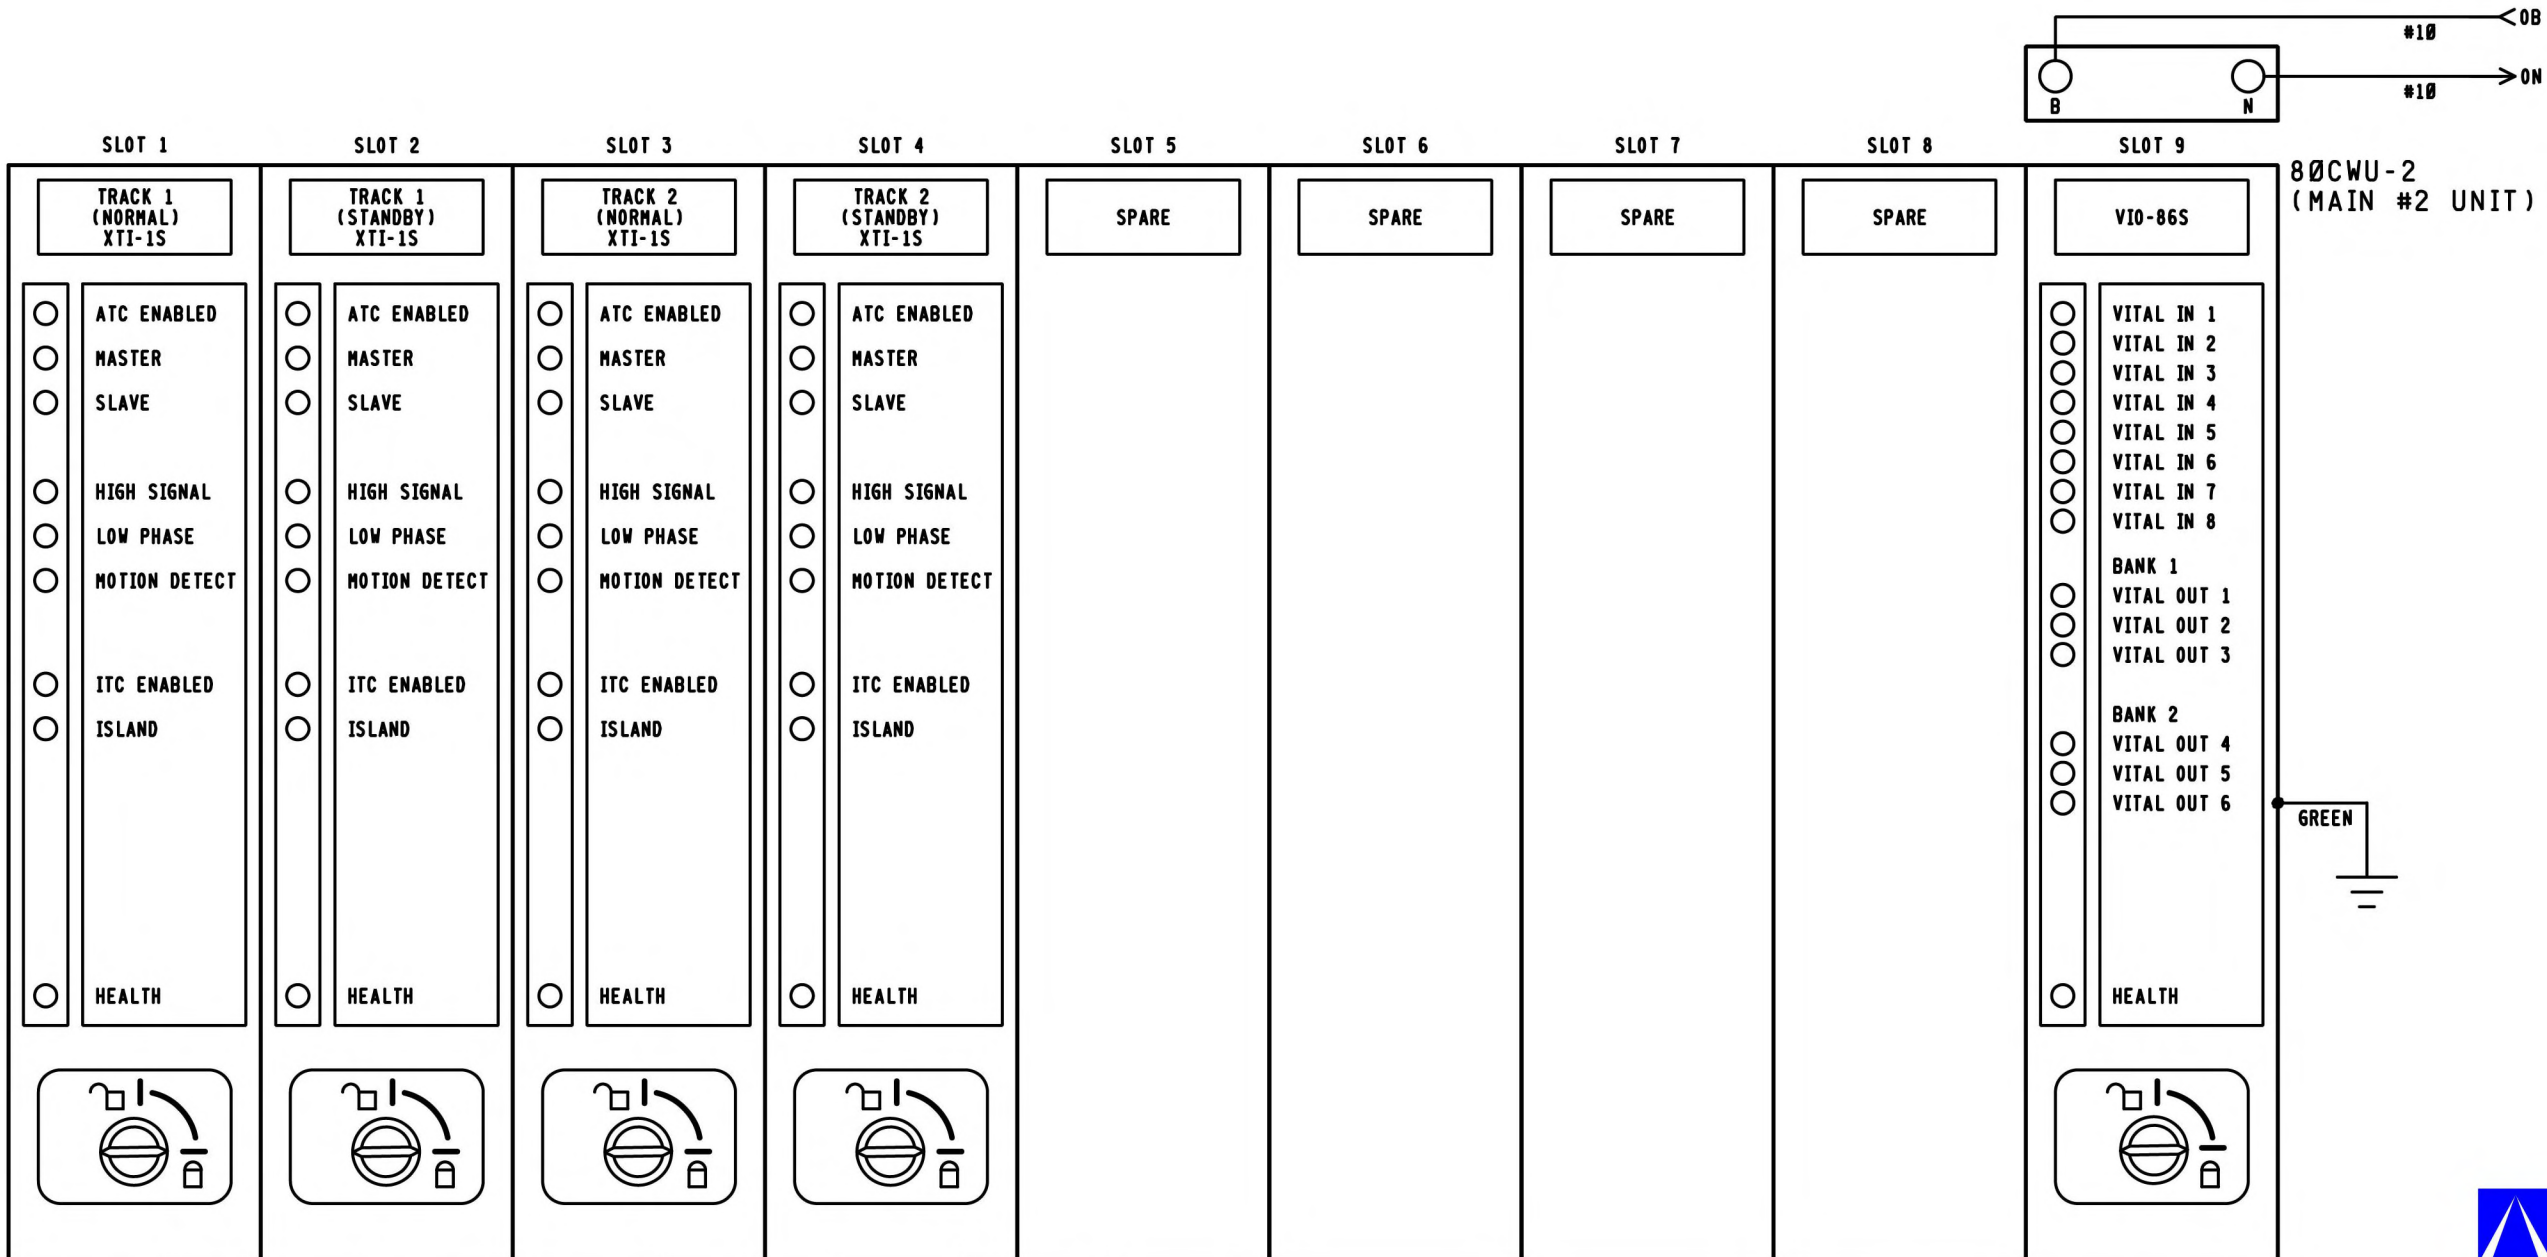 OB
#10
ON
#10
B N
SLOT 1 SLOT 2 SLOT 3 SLOT 4 SLOT 5 SLOT 6 SLOT 7 SLOT 8 SLOT 9
80CWU-2
(MAIN #2 UNIT)
TRACK 1
(NORMAL)
XTI-1S
TRACK 1
(STANDBY)
XTI-1S
TRACK 2
(NORMAL)
XTI-1S
TRACK 2
(STANDBY)
XTI-1S
SPARE
SPARE
SPARE
SPARE
VIO-86S
ATC ENABLED
MASTER
SLAVE
HIGH SIGNAL
LOW PHASE
MOTION DETECT
ITC ENABLED
ISLAND
HEALTH
ATC ENABLED
MASTER
SLAVE
HIGH SIGNAL
LOW PHASE
MOTION DETECT
ITC ENABLED
ISLAND
HEALTH
ATC ENABLED
MASTER
SLAVE
HIGH SIGNAL
LOW PHASE
MOTION DETECT
ITC ENABLED
ISLAND
HEALTH
ATC ENABLED
MASTER
SLAVE
HIGH SIGNAL
LOW PHASE
MOTION DETECT
ITC ENABLED
ISLAND
HEALTH
VITAL IN 1
VITAL IN 2
VITAL IN 3
VITAL IN 4
VITAL IN 5
VITAL IN 6
VITAL IN 7
VITAL IN 8
BANK 1
VITAL OUT 1
VITAL OUT 2
VITAL OUT 3
BANK 2
VITAL OUT 4
VITAL OUT 5
VITAL OUT 6
HEALTH
GREEN